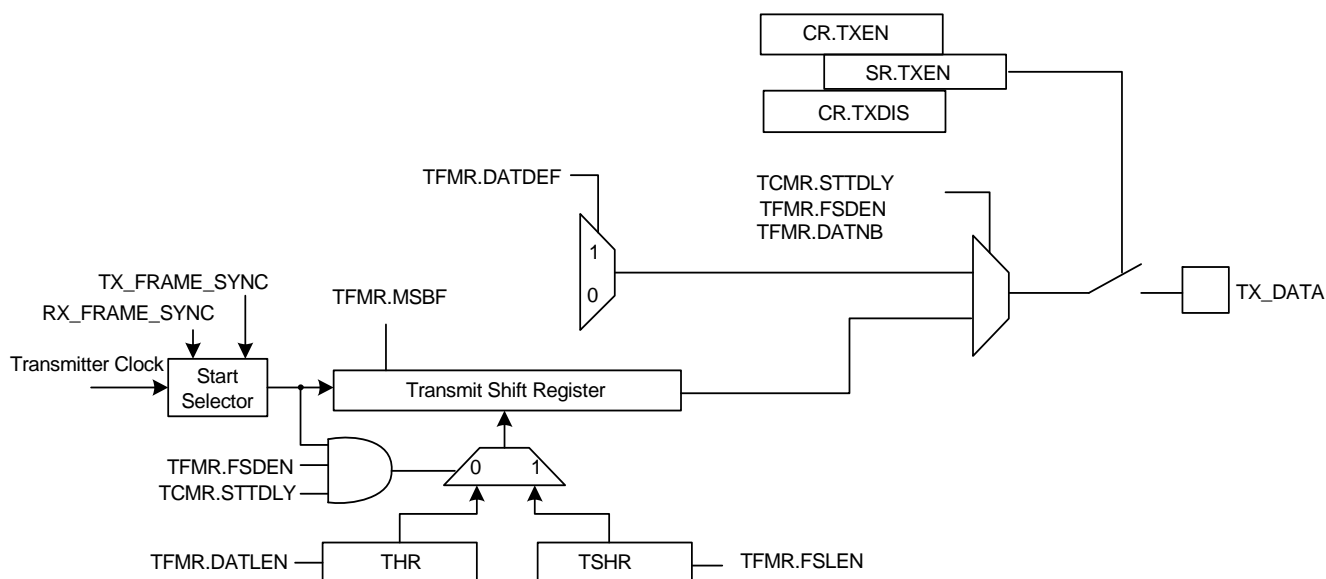 CR.TXEN
SR.TXEN
CR.TXDIS
TFMR.DATDEF
TCMR.STTDLY
TFMR.FSDEN
TFMR.DATNB
1
0
TX_FRAME_SYNC
RX_FRAME_SYNC
TFMR.MSBF
TX_DATA
Transmitter Clock
Start
Selector
Transmit Shift Register
TFMR.FSDEN
TCMR.STTDLY
0 1
TFMR.DATLEN
THR
TSHR
TFMR.FSLEN